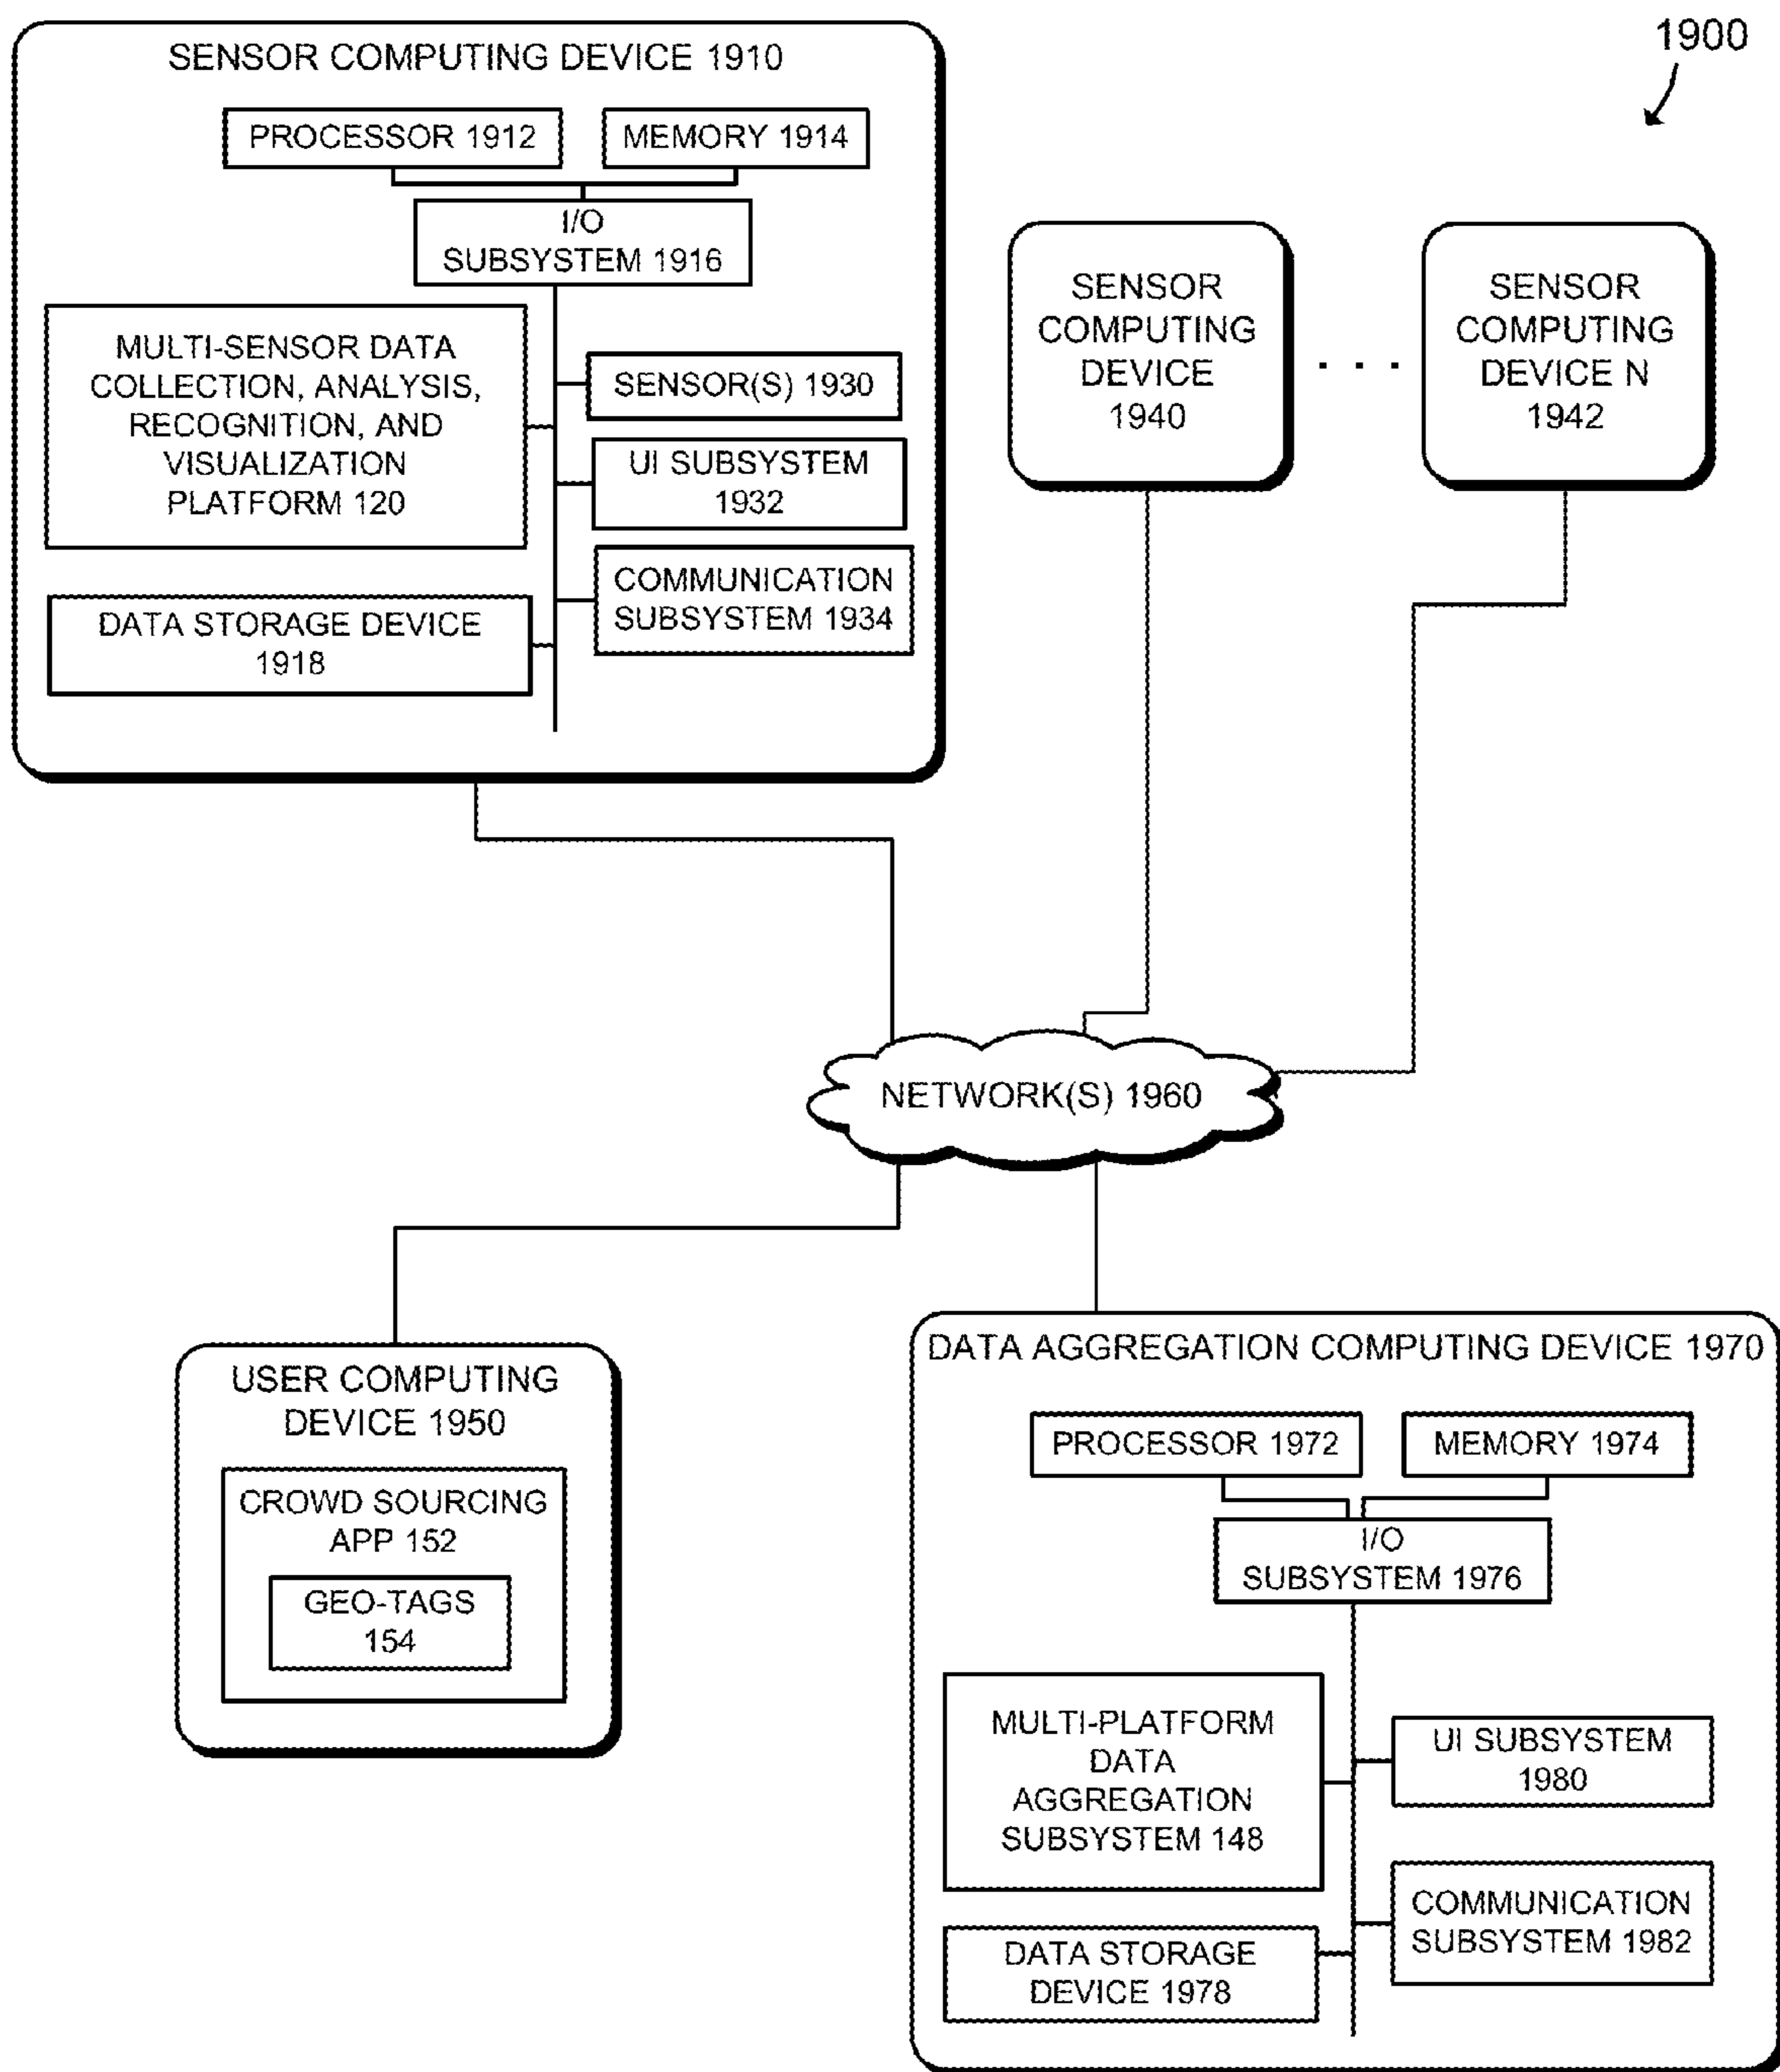 1900
SENSOR COMPUTING DEVICE 1910
PROCESSOR 1912
MEMORY 1914
I/O
SUBSYSTEM 1916
MULTI-SENSOR DATA
COLLECTION, ANALYSIS,
RECOGNITION, AND
VISUALIZATION
PLATFORM 120
SENSOR(S) 1930
UI SUBSYSTEM
1932
COMMUNICATION
SUBSYSTEM 1934
DATA STORAGE DEVICE
1918
SENSOR
COMPUTING
DEVICE
1940
. . .
SENSOR
COMPUTING
DEVICE N
1942
NETWORK(S) 1960
USER COMPUTING
DEVICE 1950
CROWD SOURCING
APP 152
GEO-TAGS
154
DATA AGGREGATION COMPUTING DEVICE 1970
PROCESSOR 1972
MEMORY 1974
I/O
SUBSYSTEM 1976
MULTI-PLATFORM
DATA
AGGREGATION
SUBSYSTEM 148
UI SUBSYSTEM
1980
COMMUNICATION
SUBSYSTEM 1982
DATA STORAGE
DEVICE 1978